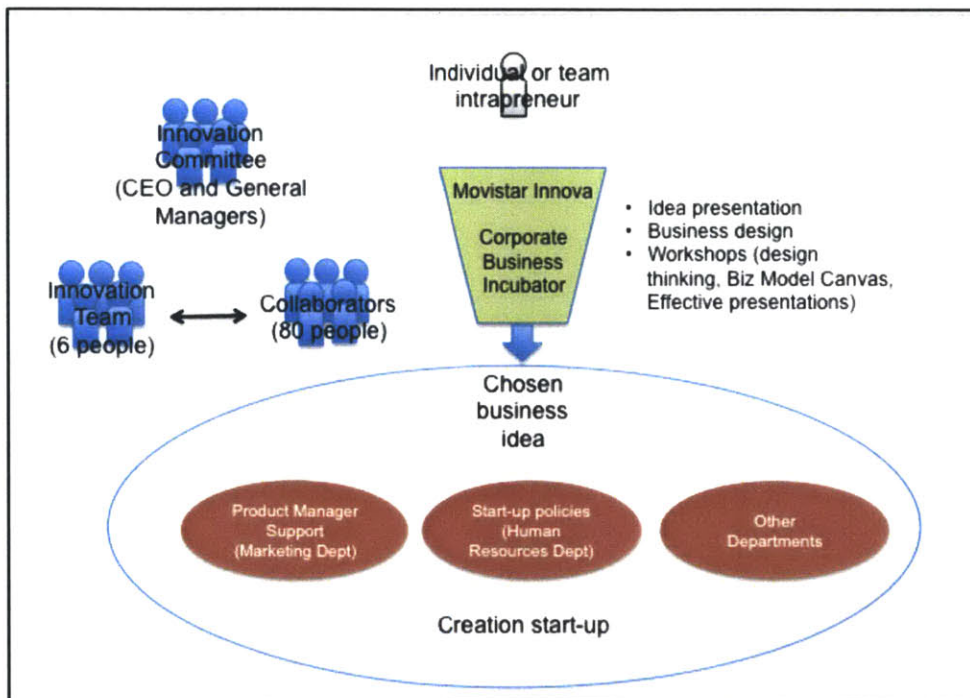 Individual or team
intrapreneur
Innovation
Committee
(CEO and General
Managers)
Innovation
Team
(6 people)
Collaborators
(80 people)
Movistar Innova
Corporate
Business
Incubator
• Idea presentation
• Business design
• Workshops (design
thinking, Biz Model Canvas,
Effective presentations)
Chosen
business
idea
Product Manager
Support
(Marketing Dept)
Start-up policies
(Human
Resources Dept)
Other
Departments
Creation start-up